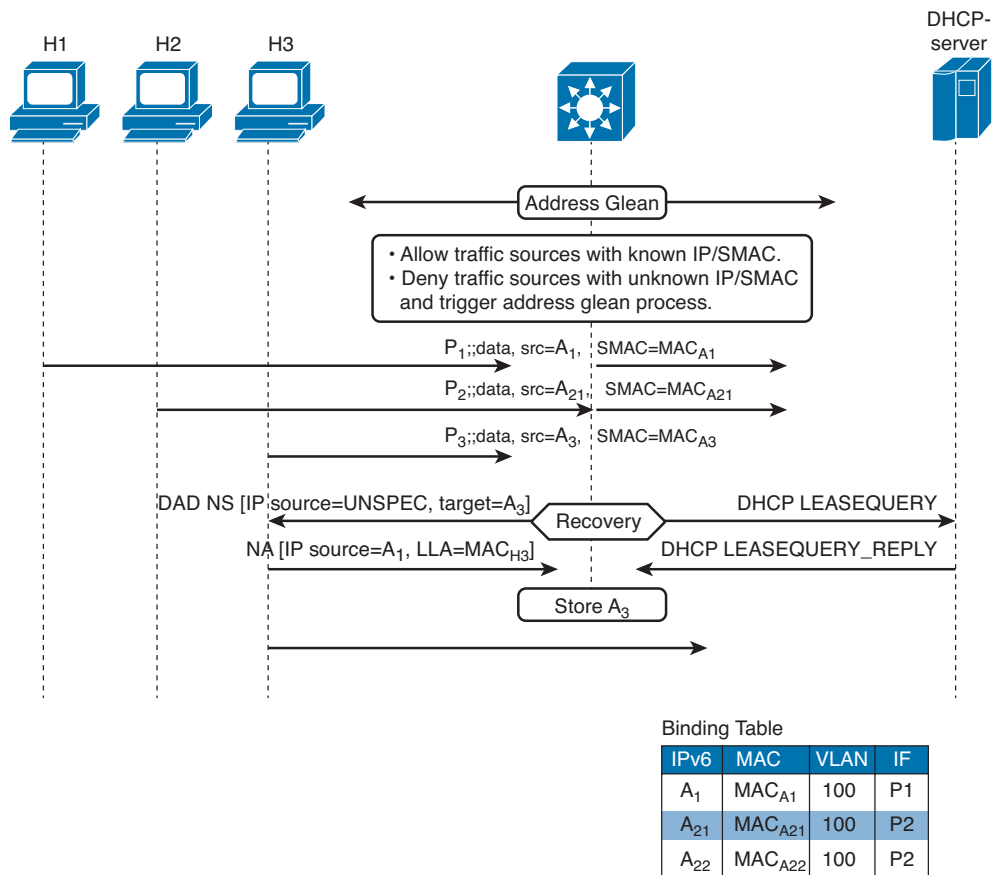 H1
H2
H3
DHCP-
server
Address Glean
• Allow traffic sources with known IP/SMAC.
• Deny traffic sources with unknown IP/SMAC
and trigger address glean process.
P1;;data, src=A1, SMAC=MACA1
P2;;data, src=A21, SMAC=MACA21
P3;;data, src=A3, SMAC=MACA3
DAD NS [IP source=UNSPEC, target=A3]
Recovery
DHCP LEASEQUERY
NA [IP source=A1, LLA=MACH3]
DHCP LEASEQUERY_REPLY
Store A3
Binding Table
IPv6 MAC VLAN IF
A1 MACA1 100 P1
A21 MACA21 100 P2
A22 MACA22 100 P2